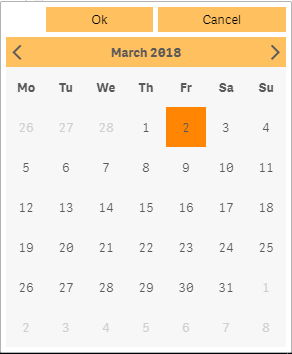 Ok Cancel
March 2018
Mo Tu We Th Fr Sa Su
26 27 28 1 2 3 4
5 6 7 8 9 10 11
12 13 14 15 16 17 18
19 20 21 22 23 24 25
26 27 28 29 30 31 1
2 3 4 5 6 7 8